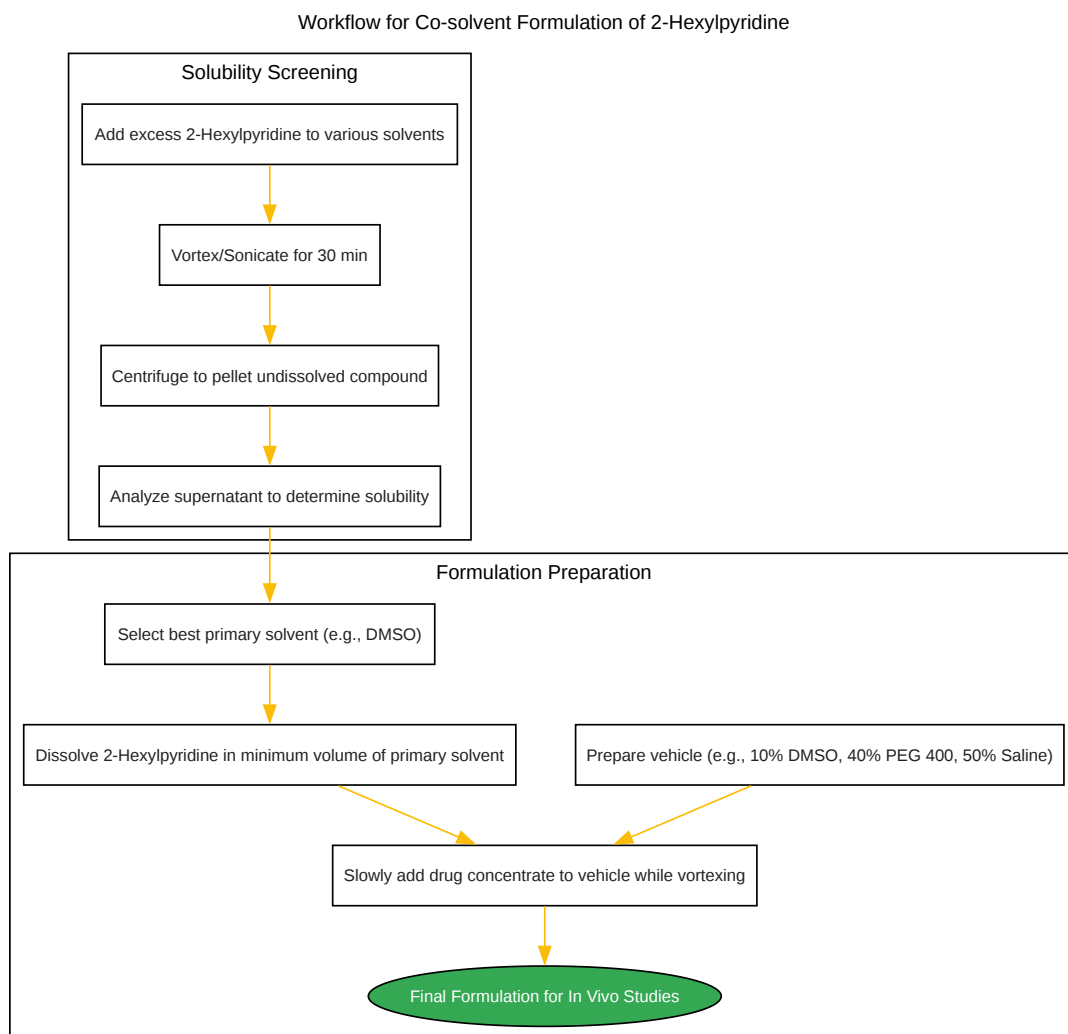 Workflow for Co-solvent Formulation of 2-Hexylpyridine
Solubility Screening
Add excess 2-Hexylpyridine to various solvents
Vortex/Sonicate for 30 min
Centrifuge to pellet undissolved compound
Analyze supernatant to determine solubility
Formulation Preparation
Select best primary solvent (e.g., DMSO)
Dissolve 2-Hexylpyridine in minimum volume of primary solvent
Prepare vehicle (e.g., 10% DMSO, 40% PEG 400, 50% Saline)
Slowly add drug concentrate to vehicle while vortexing
Final Formulation for In Vivo Studies